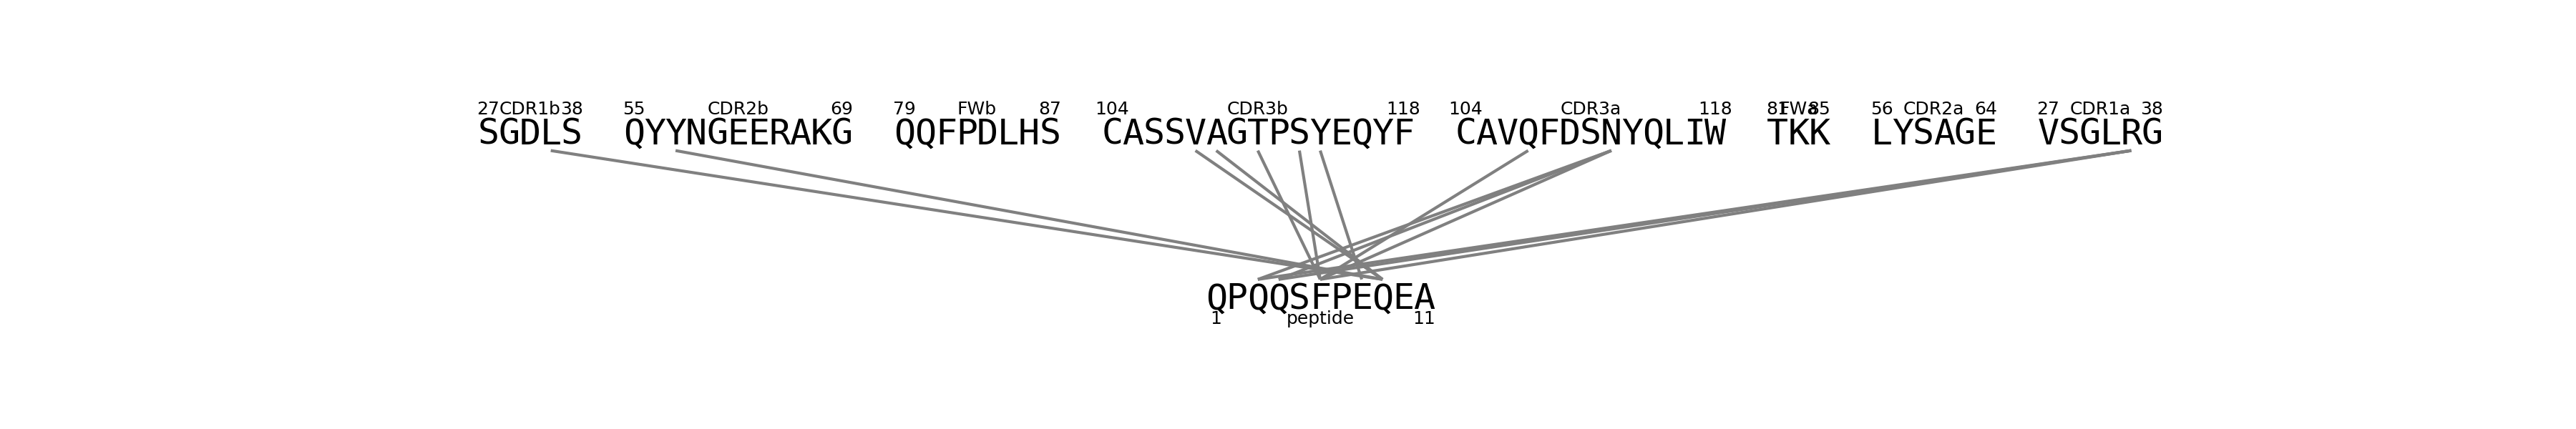 27CDR1b38 55 CDR2b 69 79 FWb 87 104 CDR3b 118 104 CDR3a 118 81FWa85 56 CDR2a 64 27 CDR1a 38
SGDLS QYYNGEERAKG QQFPDLHS CASSVAGTPSYEQYF CAVQFDSNYQLIW TKK LYSAGE VSGLRG
QPQQSFPEQEA
1 peptide 11